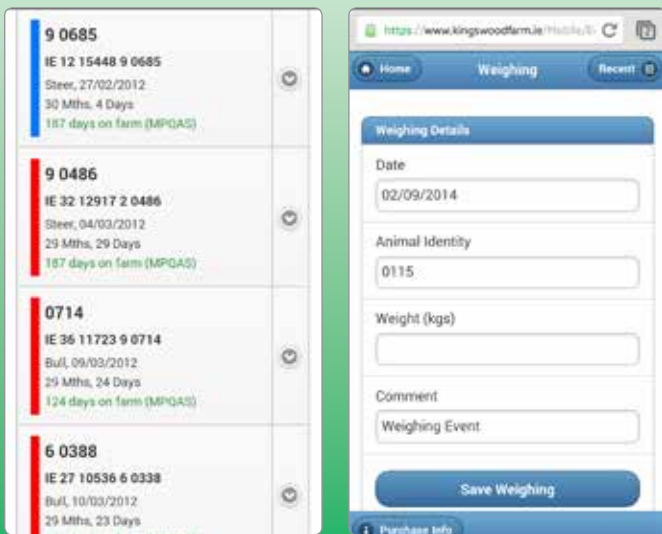 9 0685
IE 12 15448 9 0685
Steer, 27/02/2012
30 Mths, 4 Days
187 days on farm (MPQAS)
9 0486
IE 32 12917 2 0486
Steer, 04/03/2012
29 Mths, 29 Days
187 days on farm (MPQAS)
0714
IE 36 11723 9 0714
Bull, 09/03/2012
29 Mths, 24 Days
124 days on farm (MPQAS)
6 0388
IE 27 10536 6 0338
Bull, 10/03/2012
29 Mths, 23 Days
https://www.kingswoodfarm.ie/Mobile/
Home
Weighing
Recent
Weighing Details
Date
02/09/2014
Animal Identity
0115
Weight (kgs)
Comment
Weighing Event
Save Weighing
Purchase Info